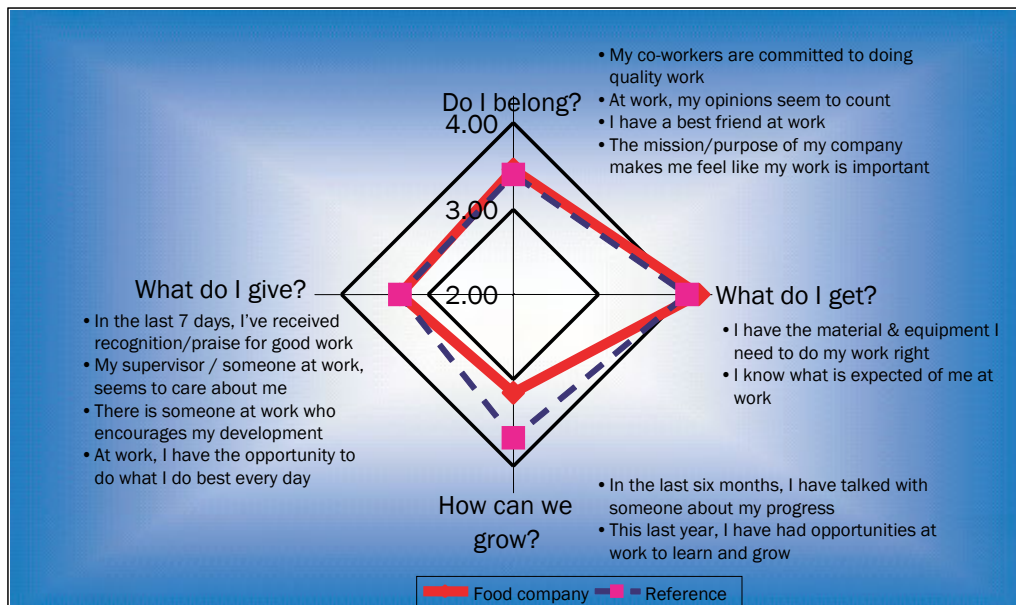 • My co-workers are committed to doing
quality work
• At work, my opinions seem to count
• I have a best friend at work
• The mission/purpose of my company
makes me feel like my work is important
Do I belong?
4.00
3.00
2.00
What do I give?
• In the last 7 days, I've received
recognition/praise for good work
• My supervisor / someone at work,
seems to care about me
• There is someone at work who
encourages my development
• At work, I have the opportunity to
do what I do best every day
What do I get?
• I have the material & equipment I
need to do my work right
• I know what is expected of me at
work
How can we
grow?
• In the last six months, I have talked with
someone about my progress
• This last year, I have had opportunities at
work to learn and grow
Food company
Reference